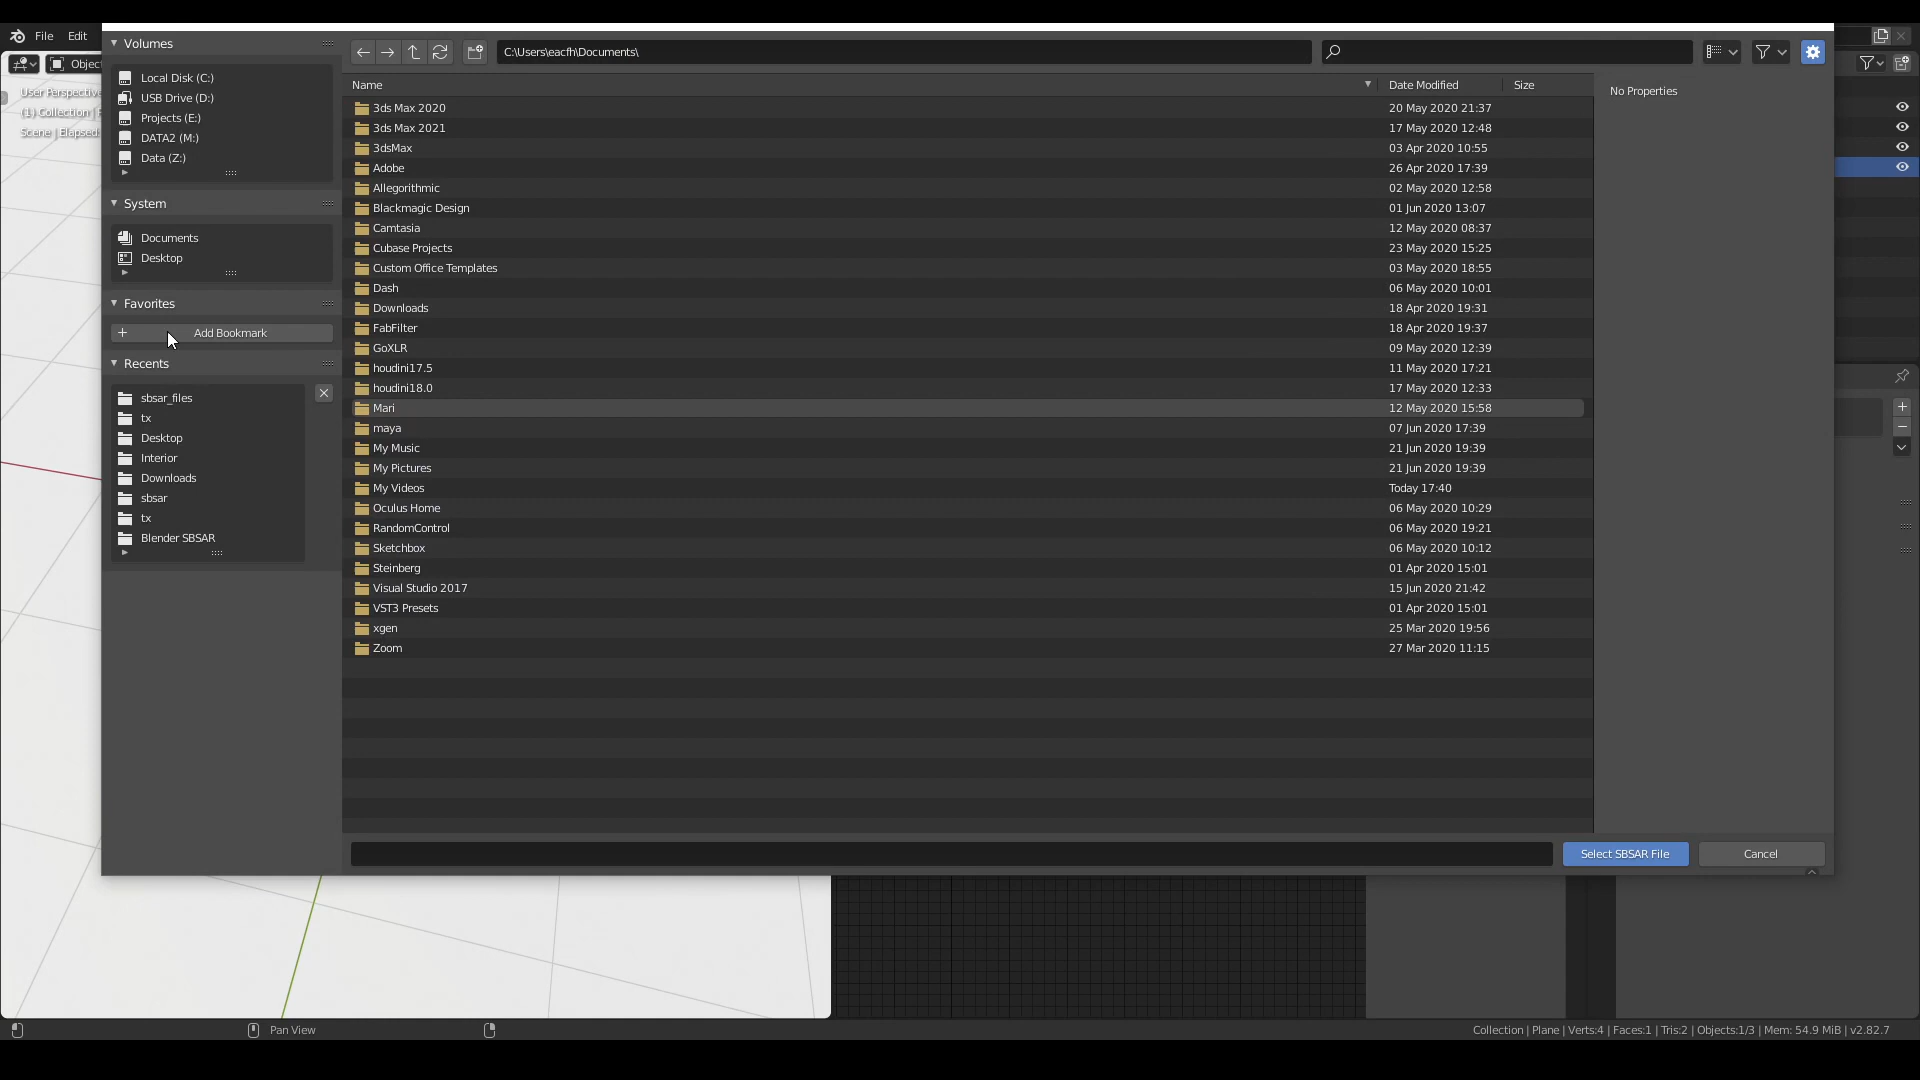 File Edit
Object
User Perspective
(1) Collection |
Scene | Elapsed:
Volumes
Local Disk (C:)
USB Drive (D:)
Projects (E:)
DATA2 (M:)
Data (Z:)
System
Documents
Desktop
Favorites
Add Bookmark
Recents
sbsar_files
tx
Desktop
Interior
Downloads
sbsar
tx
Blender SBSAR
C:\Users\eacfh\Documents\
Name Date Modified Size
3ds Max 2020 20 May 2020 21:37
3ds Max 2021 17 May 2020 12:48
3dsMax 03 Apr 2020 10:55
Adobe 26 Apr 2020 17:39
Allegorithmic 02 May 2020 12:58
Blackmagic Design 01 Jun 2020 13:07
Camtasia 12 May 2020 08:37
Cubase Projects 23 May 2020 15:25
Custom Office Templates 03 May 2020 18:55
Dash 06 May 2020 10:01
Downloads 18 Apr 2020 19:31
FabFilter 18 Apr 2020 19:37
GoXLR 09 May 2020 12:39
houdini17.5 11 May 2020 17:21
houdini18.0 17 May 2020 12:33
Mari 12 May 2020 15:58
maya 07 Jun 2020 17:39
My Music 21 Jun 2020 19:39
My Pictures 21 Jun 2020 19:39
My Videos Today 17:40
Oculus Home 06 May 2020 10:29
RandomControl 06 May 2020 19:21
Sketchbox 06 May 2020 10:12
Steinberg 01 Apr 2020 15:01
Visual Studio 2017 15 Jun 2020 21:42
VST3 Presets 01 Apr 2020 15:01
xgen 25 Mar 2020 19:56
Zoom 27 Mar 2020 11:15
No Properties
Select SBSAR File Cancel
Pan View
Collection | Plane | Verts:4 | Faces:1 | Tris:2 | Objects:1/3 | Mem: 54.9 MiB | v2.82.7